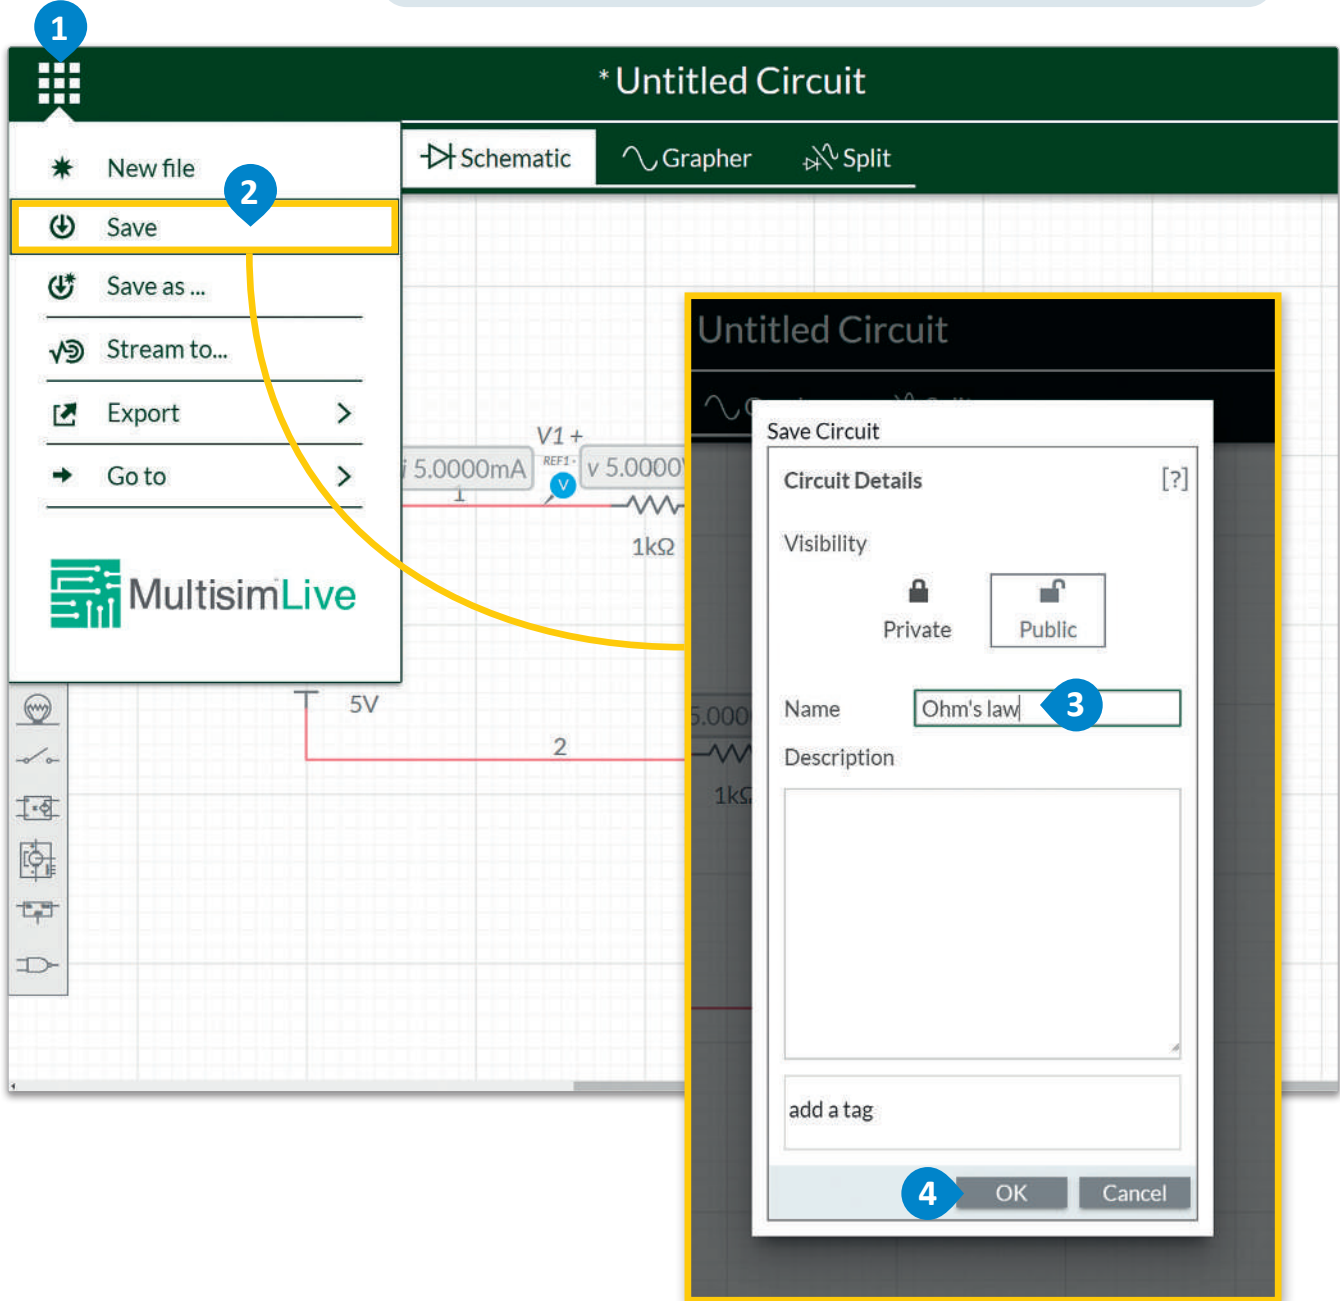 1
* Untitled Circuit
New file
Schematic
Grapher
Split
2
Save
Save as ...
Stream to...
Export
Go to
MultisimLive
V1 +
REF1 -
i 5.0000mA
V
v 5.0000
1
1kΩ
5V
2
Untitled Circuit
Save Circuit
Circuit Details
[?]
Visibility
Private
Public
Name
Ohm's law
3
Description
1k
add a tag
4
OK
Cancel